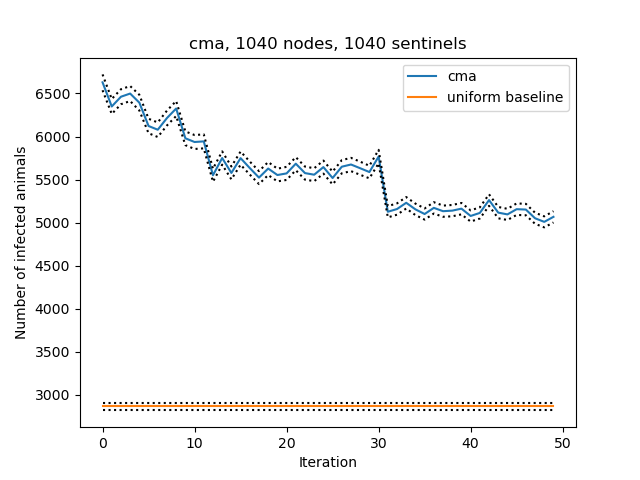 cma, 1040 nodes, 1040 sentinels
cma
uniform baseline
Number of infected animals
6500
6000
5500
5000
4500
4000
3500
3000
0 10 20 30 40 50
Iteration